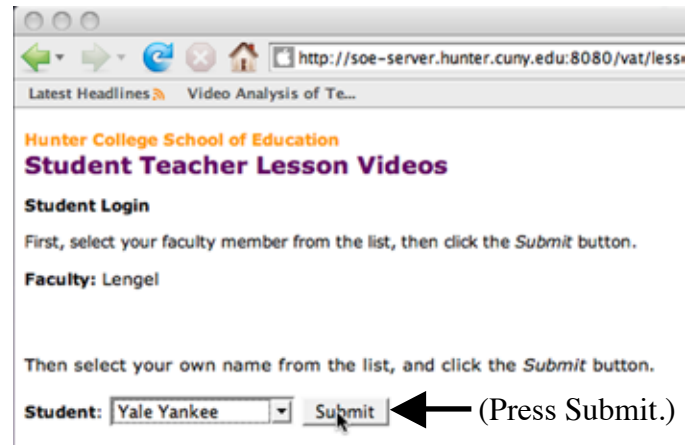 http://soe-server.hunter.cuny.edu:8080/vat/less
Latest Headlines Video Analysis of Te...
Hunter College School of Education
Student Teacher Lesson Videos
Student Login
First, select your faculty member from the list, then click the Submit button.
Faculty: Lengel
Then select your own name from the list, and click the Submit button.
Student: Yale Yankee Submit (Press Submit.)